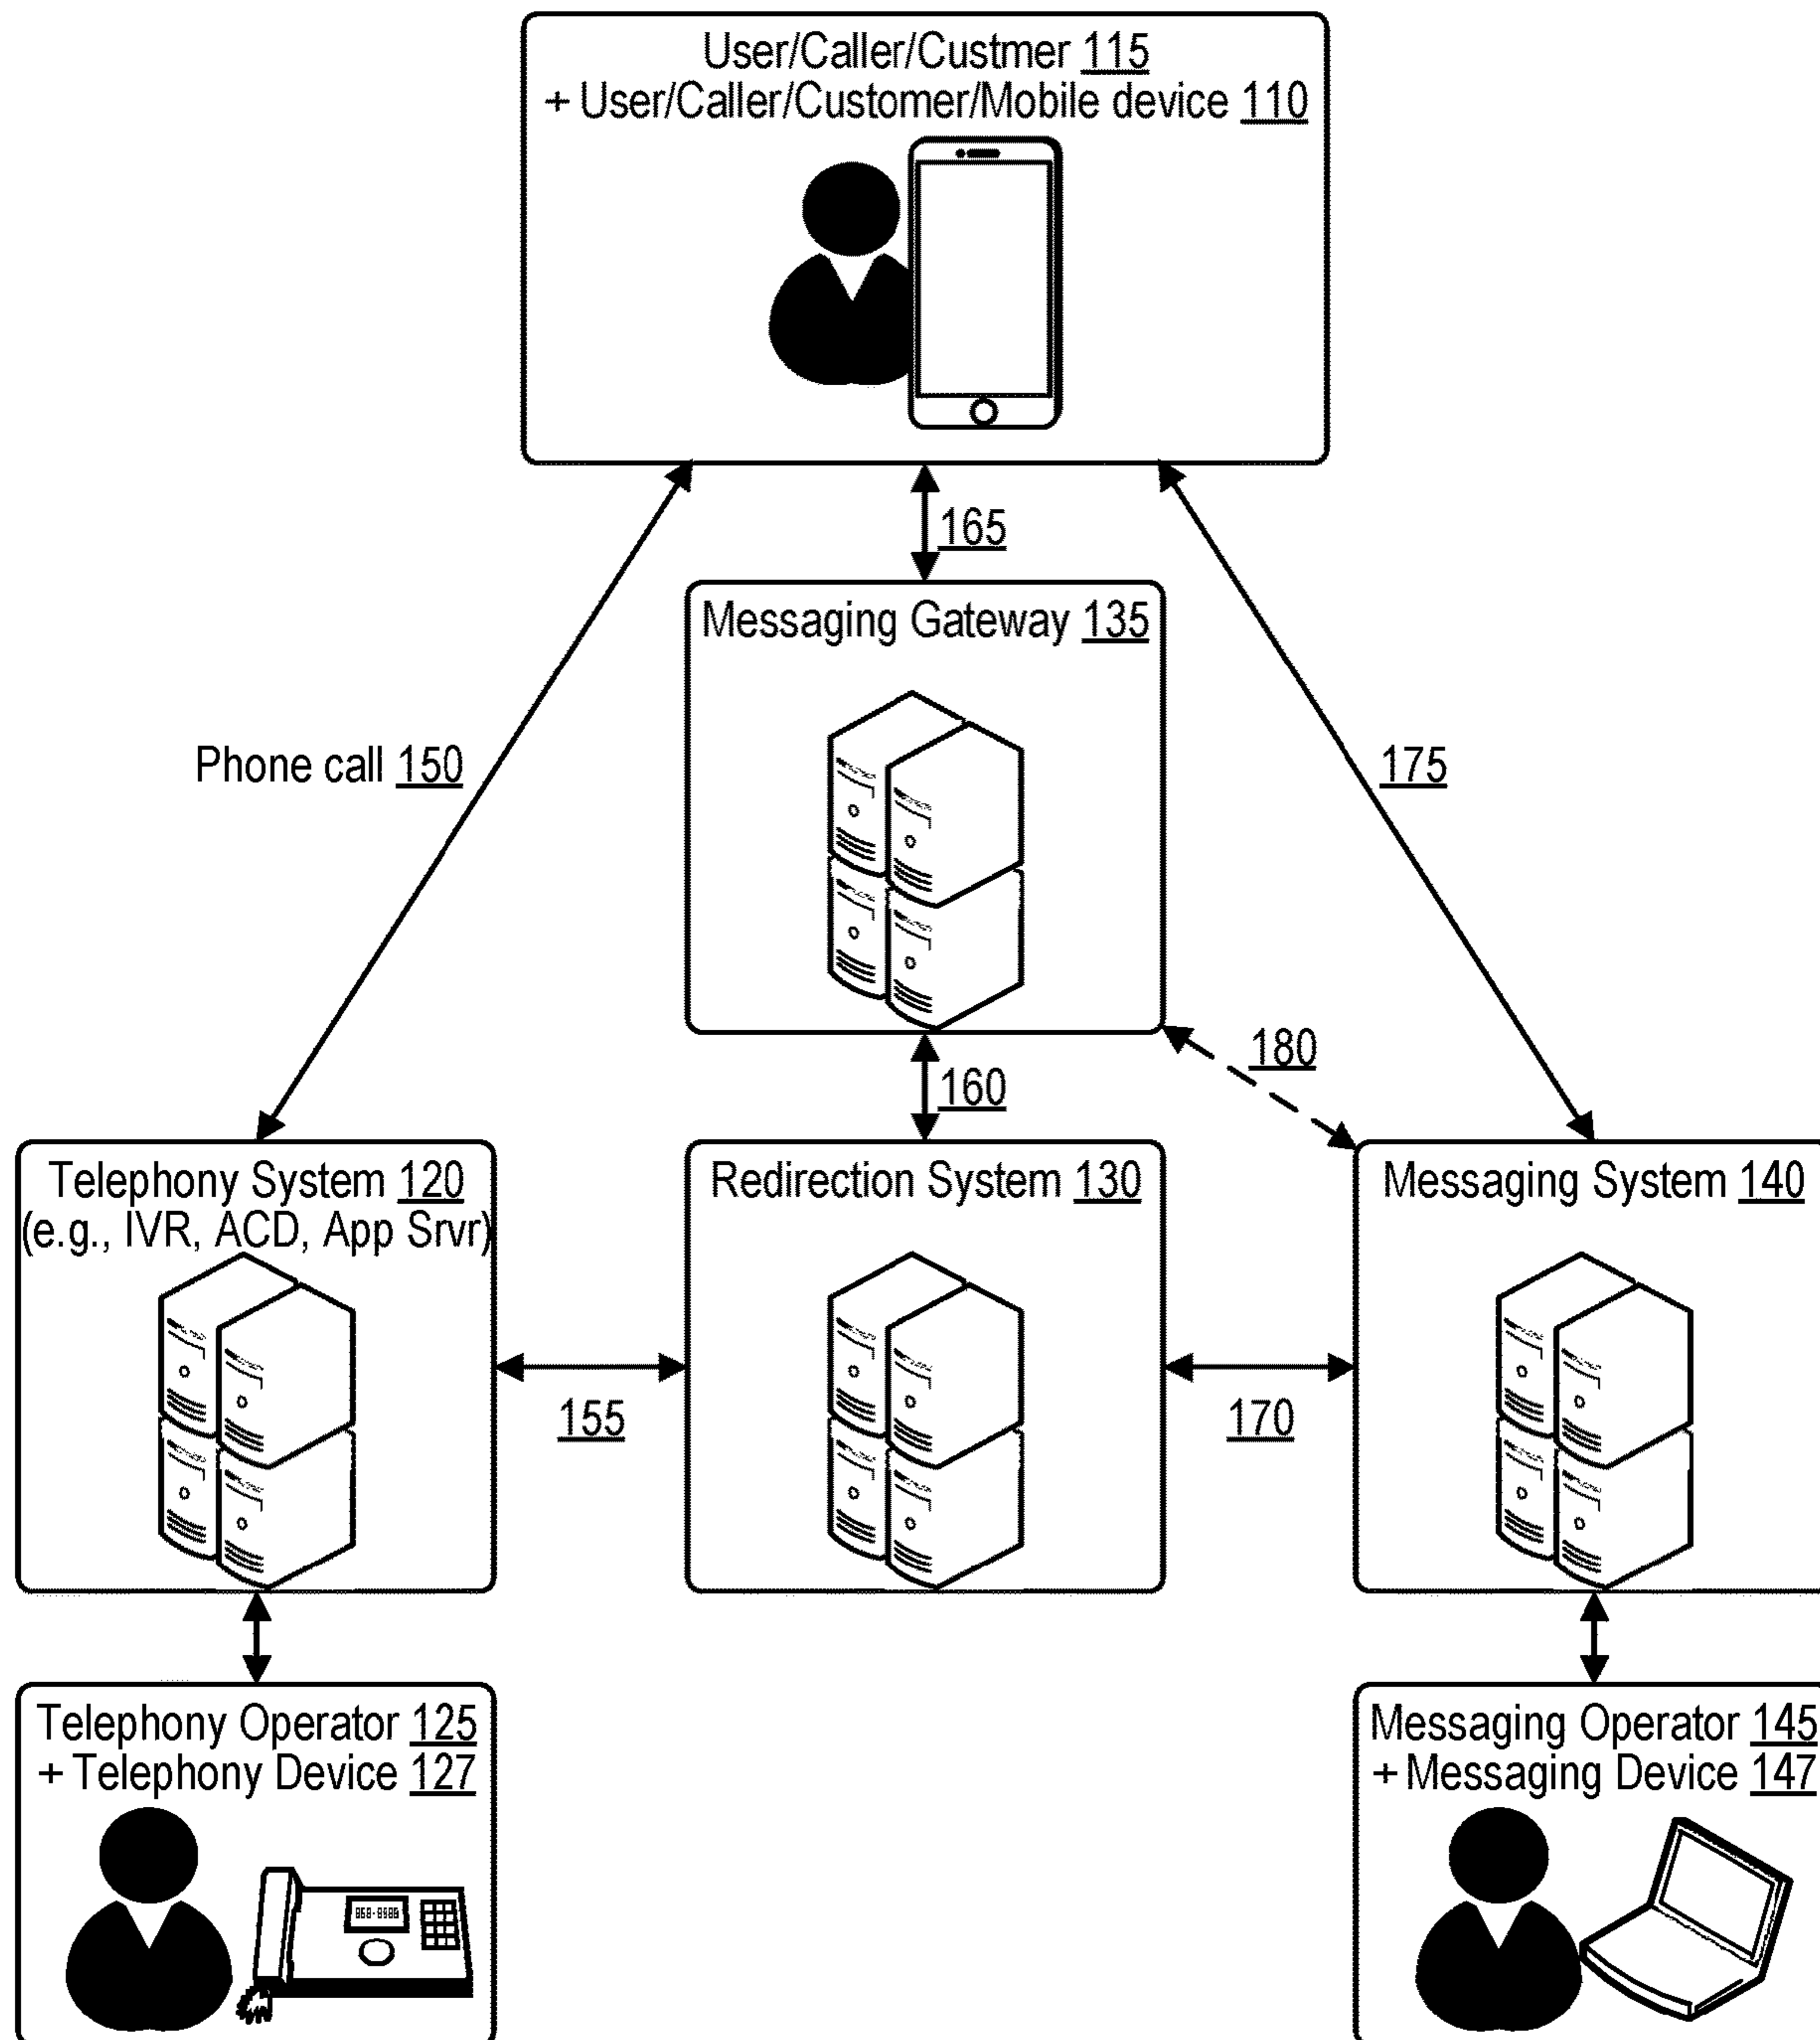 User/Caller/Custmer 115
+ User/Caller/Customer/Mobile device 110
165
Messaging Gateway 135
Phone call 150
175
180
160
Telephony System 120
(e.g., IVR, ACD, App Srvr)
Redirection System 130
Messaging System 140
155
170
Telephony Operator 125
+ Telephony Device 127
Messaging Operator 145
+ Messaging Device 147